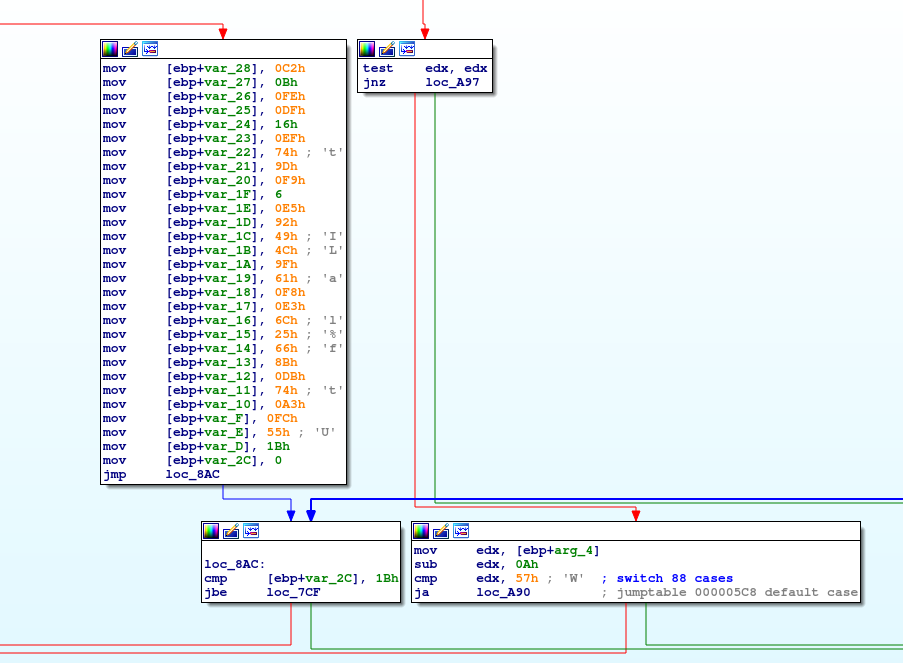 mov [ebp+var_28], 0C2h
mov [ebp+var_27], 0Bh
mov [ebp+var_26], 0FEh
mov [ebp+var_25], 0DFh
mov [ebp+var_24], 16h
mov [ebp+var_23], 0EFh
mov [ebp+var_22], 74h ; 't'
mov [ebp+var_21], 9Dh
mov [ebp+var_20], 0F9h
mov [ebp+var_1F], 6
mov [ebp+var_1E], 0E5h
mov [ebp+var_1D], 92h
mov [ebp+var_1C], 49h ; 'I'
mov [ebp+var_1B], 4Ch ; 'L'
mov [ebp+var_1A], 9Fh
mov [ebp+var_19], 61h ; 'a'
mov [ebp+var_18], 0F8h
mov [ebp+var_17], 0E3h
mov [ebp+var_16], 6Ch ; 'l'
mov [ebp+var_15], 25h ; '%'
mov [ebp+var_14], 66h ; 'f'
mov [ebp+var_13], 8Bh
mov [ebp+var_12], 0DBh
mov [ebp+var_11], 74h ; 't'
mov [ebp+var_10], 0A3h
mov [ebp+var_F], 0FCh
mov [ebp+var_E], 55h ; 'U'
mov [ebp+var_D], 1Bh
mov [ebp+var_2C], 0
jmp loc_8AC
test edx, edx
jnz loc_A97
loc_8AC:
cmp [ebp+var_2C], 1Bh
jbe loc_7CF
mov edx, [ebp+arg_4]
sub edx, 0Ah
cmp edx, 57h ; 'W' ; switch 88 cases
ja loc_A90 ; jumptable 000005C8 default case